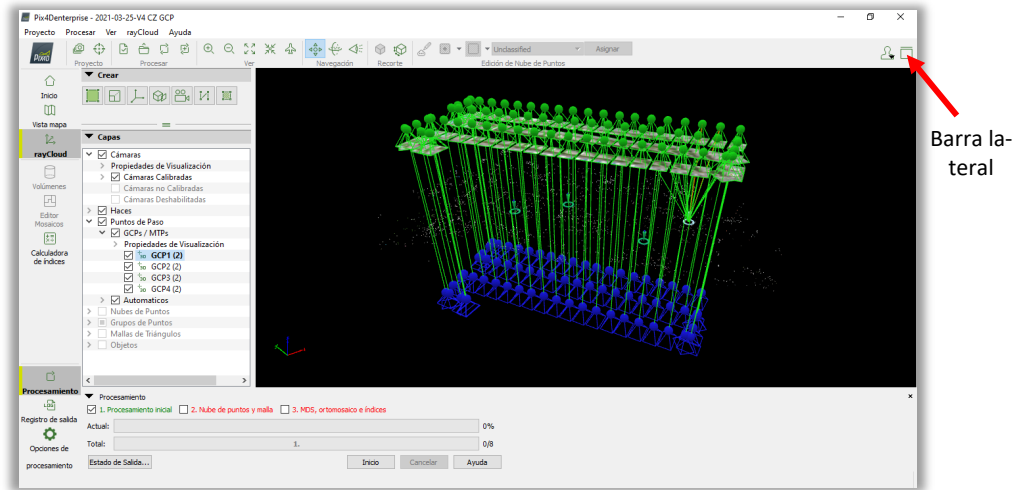 Pix4Denterprise - 2021-03-25-V4 CZ GCP
Proyecto Procesar Ver rayCloud Ayuda
PIX4D
Unclassified
Asignar
Proyecto
Procesar
Ver
Navegación
Recorte
Edición de Nube de Puntos
Inicio
Vista mapa
rayCloud
Volúmenes
Editor
Mosaicos
Calculadora
de índices
Crear
Capas
Cámaras
Propiedades de Visualización
Cámaras Calibradas
Cámaras no Calibradas
Cámaras Deshabilitadas
Haces
Puntos de Paso
GCPs / MTPs
Propiedades de Visualización
3D GCP1 (2)
3D GCP2 (2)
3D GCP3 (2)
3D GCP4 (2)
Automaticos
Nubes de Puntos
Grupos de Puntos
Mallas de Triángulos
Objetos
Barra la-
teral
Procesamiento
Registro de salida
Opciones de
procesamiento
Procesamiento
1. Procesamiento inicial 2. Nube de puntos y malla 3. MDS, ortomosaico e índices
Actual: 0%
Total: 1. 0/8
Estado de Salida... Inicio Cancelar Ayuda